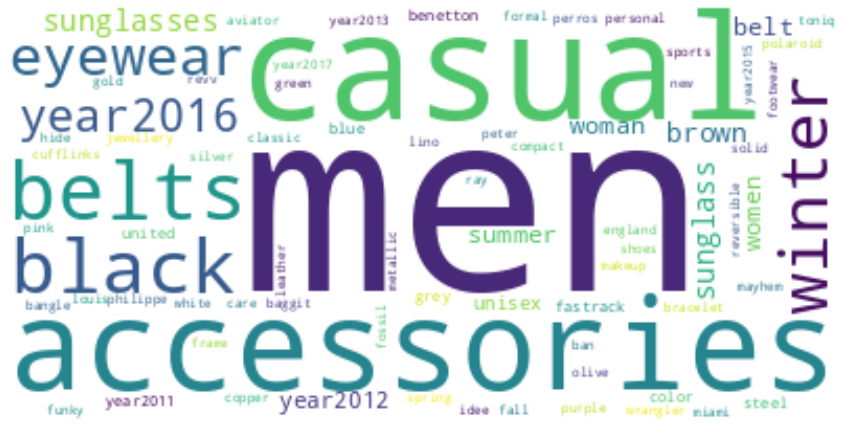 sunglasses aviator year2013 benetton formal perros personal belt toniq
eyewear casual sports polaroid
gold revv year2017 green new year2015 footwear
year2016 hide jewellery classic blue lino peter compact woman brown solid
cufflinks silver men ray winter
belts pink united summer england sunglass reversible women
black leather metallic shoes makeup mayhem
bangle louis philippe white care baggit grey unisex fastrack bracelet
accessories fossil frame ban olive
funky year2011 copper year2012 spring idee fall purple wrangler color miami steel